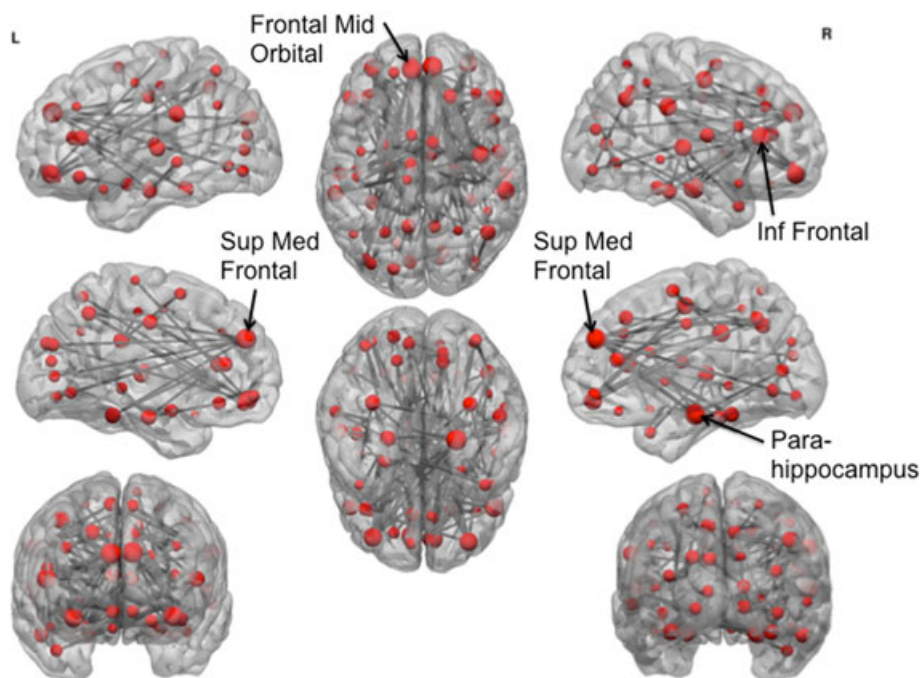 L
Frontal Mid
Orbital
R
Inf Frontal
Sup Med
Frontal
Sup Med
Frontal
Para-
hippocampus